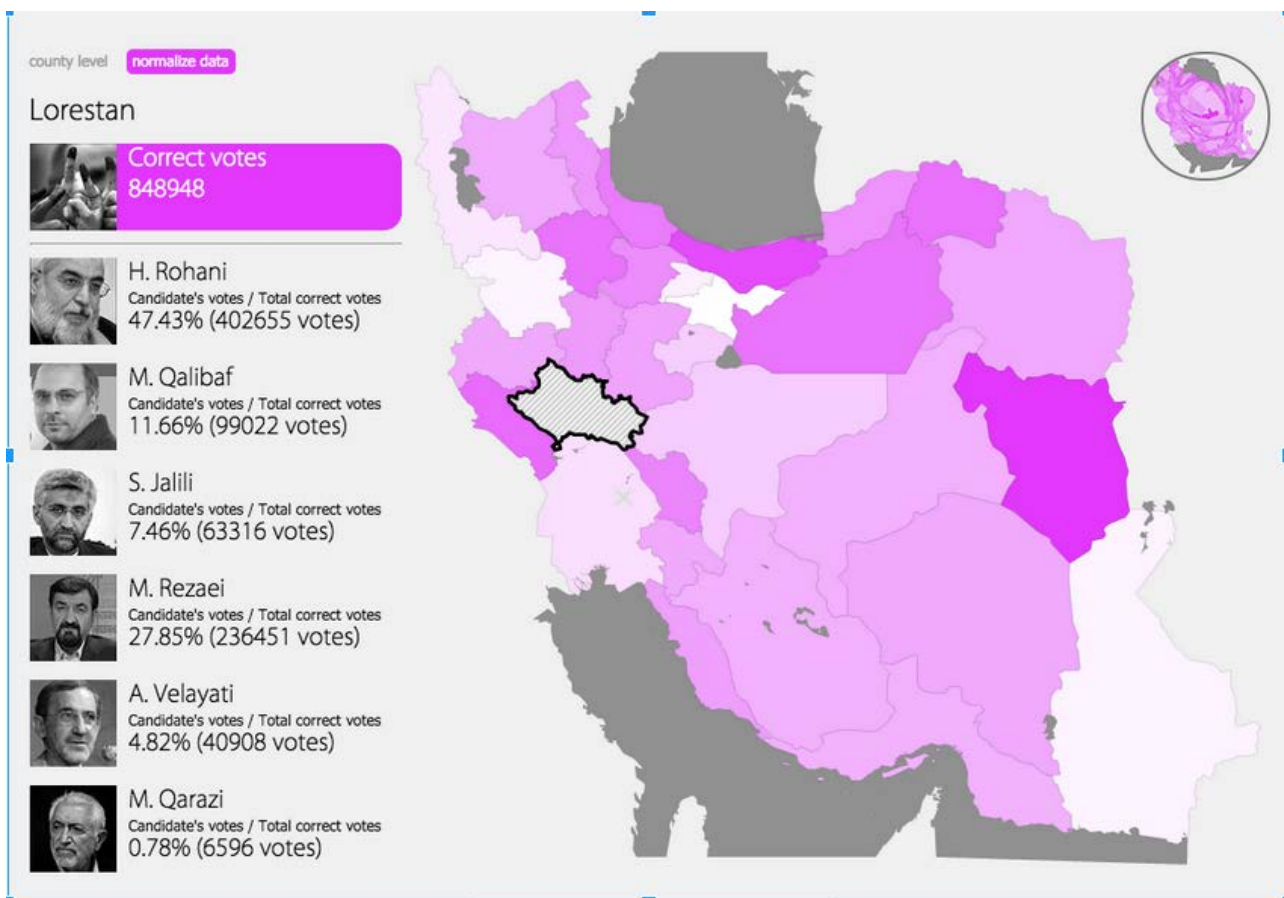 county level normalize data
Lorestan
Correct votes
848948
H. Rohani
Candidate's votes / Total correct votes
47.43% (402655 votes)
M. Qalibaf
Candidate's votes / Total correct votes
11.66% (99022 votes)
S. Jalili
Candidate's votes / Total correct votes
7.46% (63316 votes)
M. Rezaei
Candidate's votes / Total correct votes
27.85% (236451 votes)
A. Velayati
Candidate's votes / Total correct votes
4.82% (40908 votes)
M. Qarazi
Candidate's votes / Total correct votes
0.78% (6596 votes)